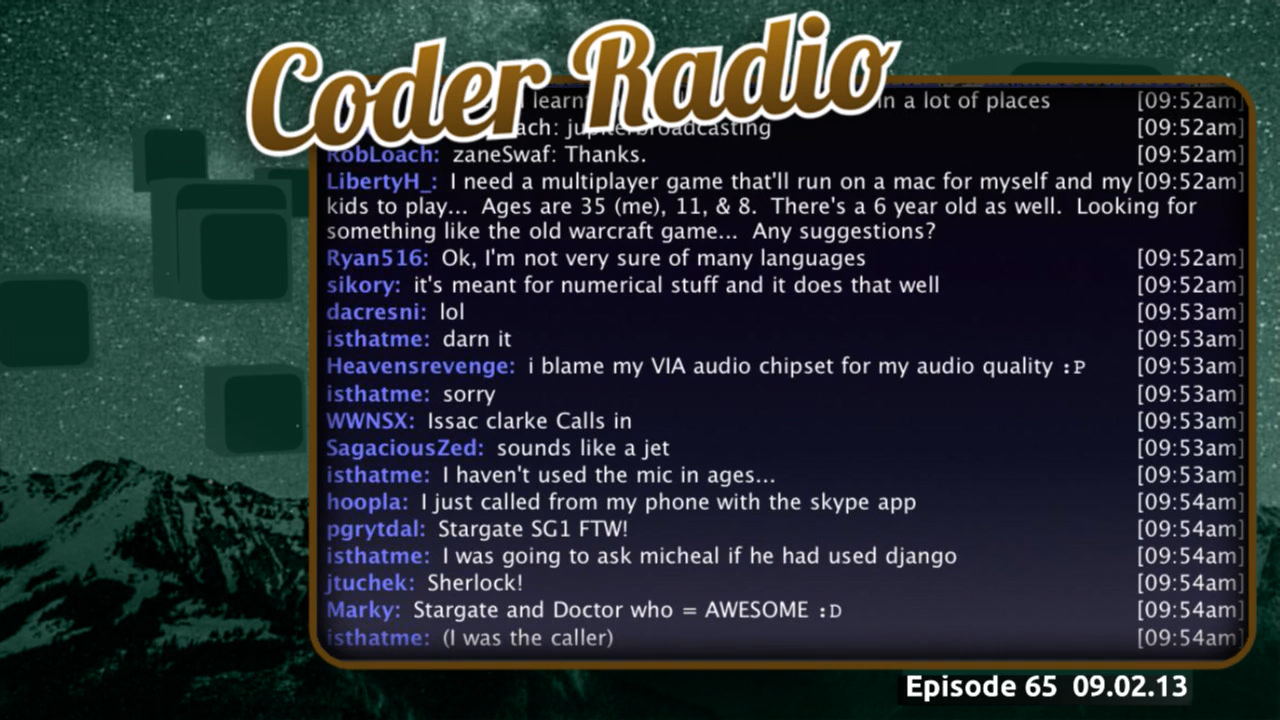 Coder Radio
learn in a lot of places [09:52am]
ach: jupiterbroadcasting [09:52am]
RobLoach: zaneSwaf: Thanks. [09:52am]
LibertyH_: I need a multiplayer game that'll run on a mac for myself and my [09:52am]
kids to play... Ages are 35 (me), 11, & 8. There's a 6 year old as well. Looking for
something like the old warcraft game... Any suggestions?
Ryan516: Ok, I'm not very sure of many languages [09:52am]
sikory: it's meant for numerical stuff and it does that well [09:52am]
dacresni: lol [09:53am]
isthatme: darn it [09:53am]
Heavensrevenge: i blame my VIA audio chipset for my audio quality :P [09:53am]
isthatme: sorry [09:53am]
WWNSX: Issac clarke Calls in [09:53am]
SagaciousZed: sounds like a jet [09:53am]
isthatme: I haven't used the mic in ages... [09:53am]
hoopla: I just called from my phone with the skype app [09:54am]
pgrytdal: Stargate SG1 FTW! [09:54am]
isthatme: I was going to ask micheal if he had used django [09:54am]
jtuchek: Sherlock! [09:54am]
Marky: Stargate and Doctor who = AWESOME :D [09:54am]
isthatme: (I was the caller) [09:54am]
Episode 65 09.02.13